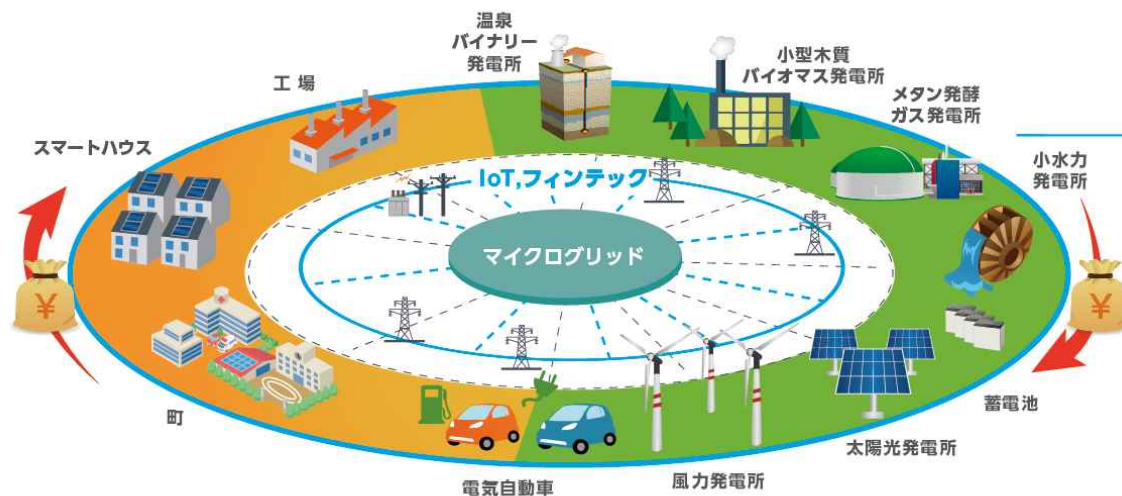 温泉
バイナリー
発電所
小型木質
バイオマス発電所
工場
メタン発酵
ガス発電所
スマートハウス
小水力
発電所
IoT,フィンテック
マイクログリッド
¥
¥
蓄電池
町
太陽光発電所
風力発電所
電気自動車